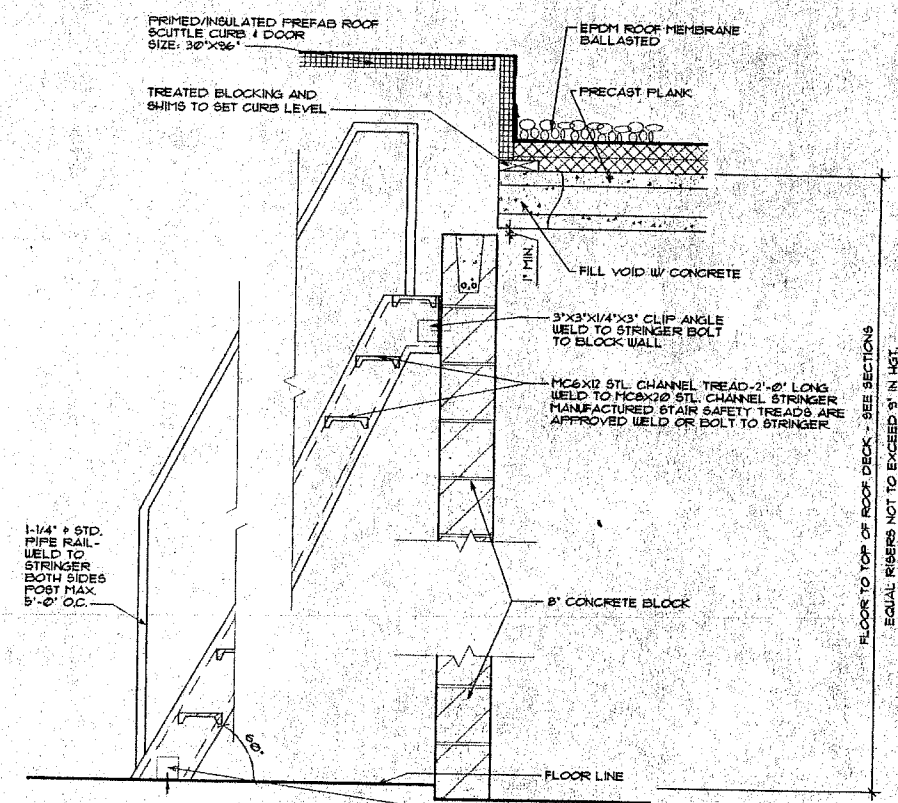 PRIMED/INSULATED PREFAB ROOF
SCUTTLE CURB & DOOR
SIZE: 30"X96"
TREATED BLOCKING AND
SHIMS TO SET CURB LEVEL
EPDM ROOF MEMBRANE
BALLASTED
PRECAST PLANK
1" MIN.
FILL VOID W/ CONCRETE
3"X3"X1/4"X3" CLIP ANGLE
WELD TO STRINGER BOLT
TO BLOCK WALL
MC6X12 STL. CHANNEL TREAD-2'-0" LONG
WELD TO MC8X20 STL. CHANNEL STRINGER
MANUFACTURED STAIR SAFETY TREADS ARE
APPROVED WELD OR BOLT TO STRINGER
FLOOR TO TOP OF ROOF DECK - SEE SECTIONS
EQUAL RISERS NOT TO EXCEED 9" IN HGT.
1-1/4" ϕ STD.
PIPE RAIL-
WELD TO
STRINGER
BOTH SIDES
POST MAX.
5'-0" O.C.
8" CONCRETE BLOCK
60°
FLOOR LINE